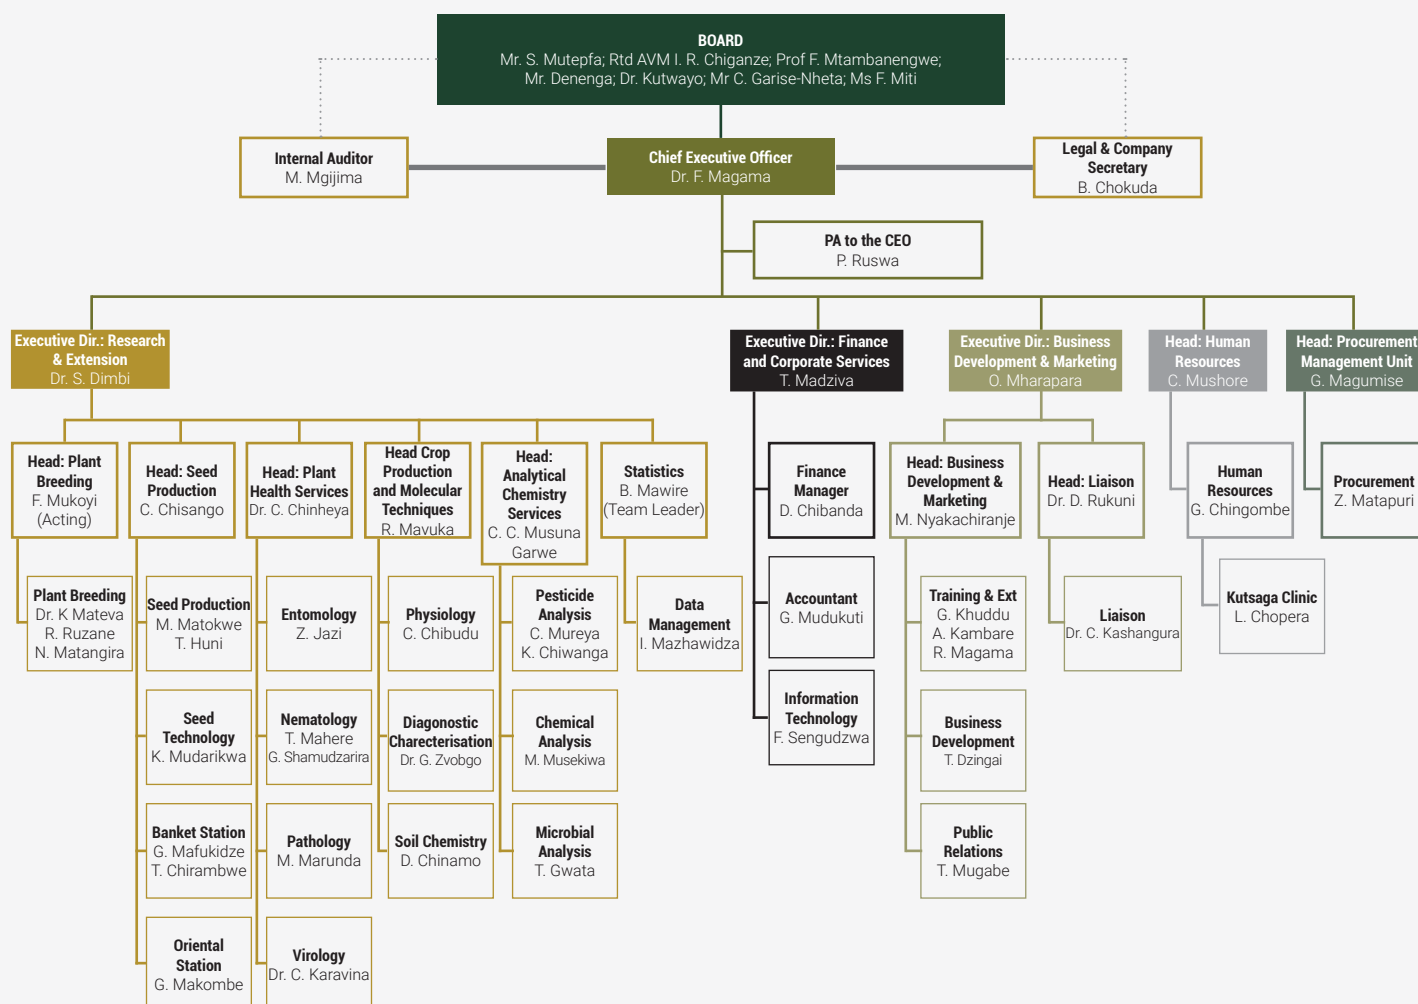 BOARD
Mr. S. Mutepfa; Rtd AVM I. R. Chiganze; Prof F. Mtambanengwe;
Mr. Denenga; Dr. Kutwayo; Mr C. Garise-Nheta; Ms F. Miti
Internal Auditor
M. Mgijima
Chief Executive Officer
Dr. F. Magama
Legal & Company
Secretary
B. Chokuda
PA to the CEO
P. Ruswa
Executive Dir.: Research
& Extension
Dr. S. Dimbi
Executive Dir.: Finance
and Corporate Services
T. Madziva
Executive Dir.: Business
Development & Marketing
O. Mharapara
Head: Human
Resources
C. Mushore
Head: Procurement
Management Unit
G. Magumise
Head: Plant
Breeding
F. Mukoyi
(Acting)
Head: Seed
Production
C. Chisango
Head: Plant
Health Services
Dr. C. Chinheya
Head Crop
Production
and Molecular
Techniques
R. Mavuka
Head:
Analytical
Chemistry
Services
C. C. Musuna
Garwe
Statistics
B. Mawire
(Team Leader)
Finance
Manager
D. Chibanda
Head: Business
Development &
Marketing
M. Nyakachiranje
Head: Liaison
Dr. D. Rukuni
Human
Resources
G. Chingombe
Procurement
Z. Matapuri
Plant Breeding
Dr. K Mateva
R. Ruzane
N. Matangira
Seed Production
M. Matokwe
T. Huni
Entomology
Z. Jazi
Physiology
C. Chibudu
Pesticide
Analysis
C. Mureya
K. Chiwanga
Data
Management
I. Mazhawidza
Accountant
G. Mudukuti
Training & Ext
G. Khuddu
A. Kambare
R. Magama
Liaison
Dr. C. Kashangura
Kutsaga Clinic
L. Chopera
Seed
Technology
K. Mudarikwa
Nematology
T. Mahere
G. Shamudzarira
Diagonostic
Charecterisation
Dr. G. Zvobgo
Chemical
Analysis
M. Musekiwa
Information
Technology
F. Sengudzwa
Business
Development
T. Dzingai
Banket Station
G. Mafukidze
T. Chirambwe
Pathology
M. Marunda
Soil Chemistry
D. Chinamo
Microbial
Analysis
T. Gwata
Public
Relations
T. Mugabe
Oriental
Station
G. Makombe
Virology
Dr. C. Karavina